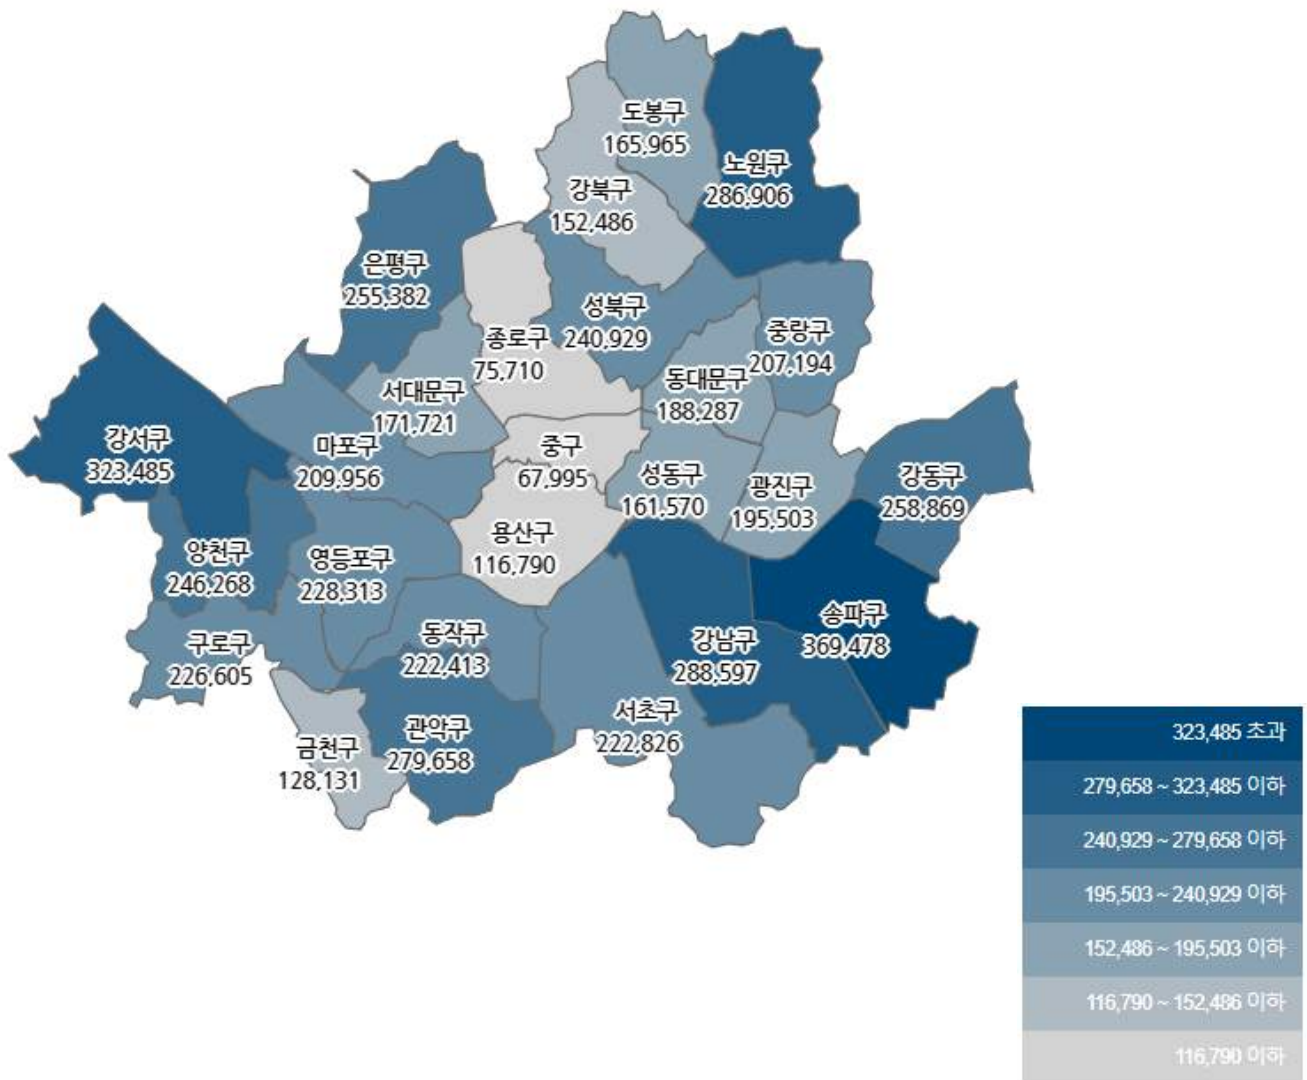 도봉구
165,965
노원구
286,906
강북구
152,486
은평구
255,382
성북구
240,929
종로구
75,710
중랑구
207,194
동대문구
188,287
서대문구
171,721
강서구
323,485
마포구
209,956
중구
67,995
성동구
161,570
광진구
195,503
강동구
258,869
용산구
116,790
양천구
246,268
영등포구
228,313
구로구
226,605
동작구
222,413
강남구
288,597
송파구
369,478
서초구
222,826
관악구
279,658
금천구
128,131
323,485 초과
279,658 ~ 323,485 이하
240,929 ~ 279,658 이하
195,503 ~ 240,929 이하
152,486 ~ 195,503 이하
116,790 ~ 152,486 이하
116,790 이하